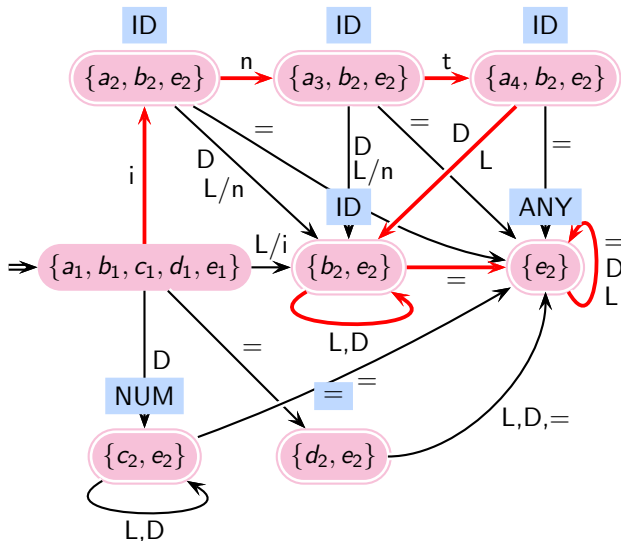 ID ID ID
{a₂, b₂, e₂} n {a₃, b₂, e₂} t {a₄, b₂, e₂}
= = =
D D D
L/n L/n L
i ID ANY
{a₁, b₁, c₁, d₁, e₁} L/i {b₂, e₂} = {e₂} =
D
L
L,D
D = =
NUM =
L,D,=
{c₂, e₂} {d₂, e₂}
L,D